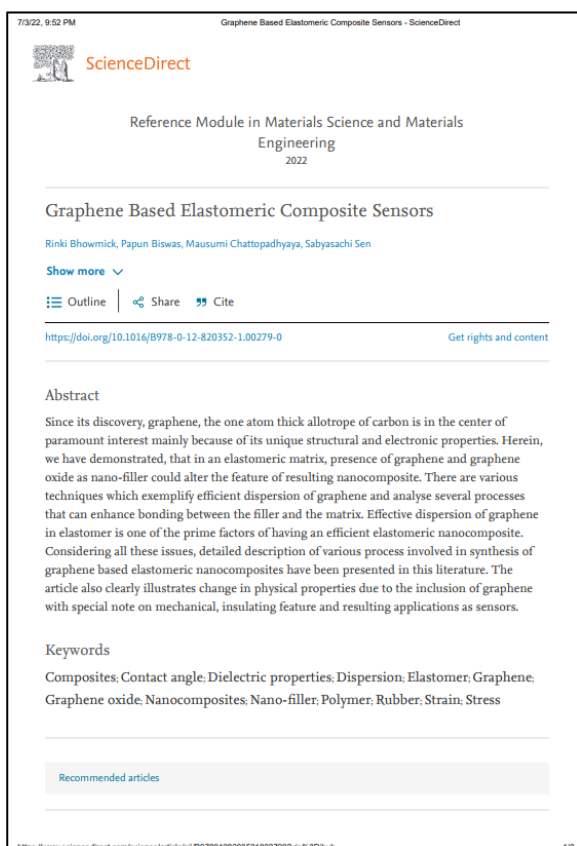 7/3/22, 9:52 PM Graphene Based Elastomeric Composite Sensors - ScienceDirect
ScienceDirect
Reference Module in Materials Science and Materials
Engineering
2022
Graphene Based Elastomeric Composite Sensors
Rinki Bhowmick, Papun Biswas, Mausumi Chattopadhyaya, Sabyasachi Sen
Show more
Outline Share Cite
https://doi.org/10.1016/B978-0-12-820352-1.00279-0 Get rights and content
Abstract
Since its discovery, graphene, the one atom thick allotrope of carbon is in the center of
paramount interest mainly because of its unique structural and electronic properties. Herein,
we have demonstrated, that in an elastomeric matrix, presence of graphene and graphene
oxide as nano-filler could alter the feature of resulting nanocomposite. There are various
techniques which exemplify efficient dispersion of graphene and analyse several processes
that can enhance bonding between the filler and the matrix. Effective dispersion of graphene
in elastomer is one of the prime factors of having an efficient elastomeric nanocomposite.
Considering all these issues, detailed description of various process involved in synthesis of
graphene based elastomeric nanocomposites have been presented in this literature. The
article also clearly illustrates change in physical properties due to the inclusion of graphene
with special note on mechanical, insulating feature and resulting applications as sensors.
Keywords
Composites; Contact angle; Dielectric properties; Dispersion; Elastomer; Graphene;
Graphene oxide; Nanocomposites; Nano-filler; Polymer; Rubber; Strain; Stress
Recommended articles